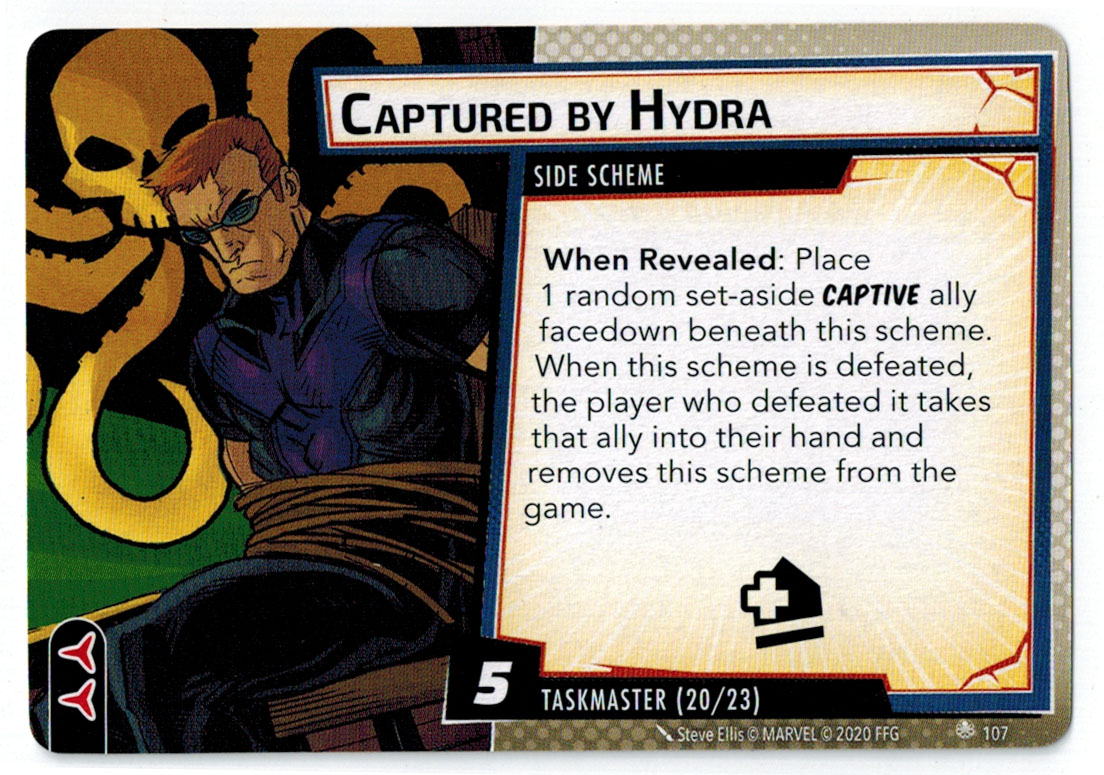 CAPTURED BY HYDRA
SIDE SCHEME
When Revealed: Place
1 random set-aside CAPTIVE ally
facedown beneath this scheme.
When this scheme is defeated,
the player who defeated it takes
that ally into their hand and
removes this scheme from the
game.
5
TASKMASTER (20/23)
Steve Ellis © MARVEL © 2020 FFG
107